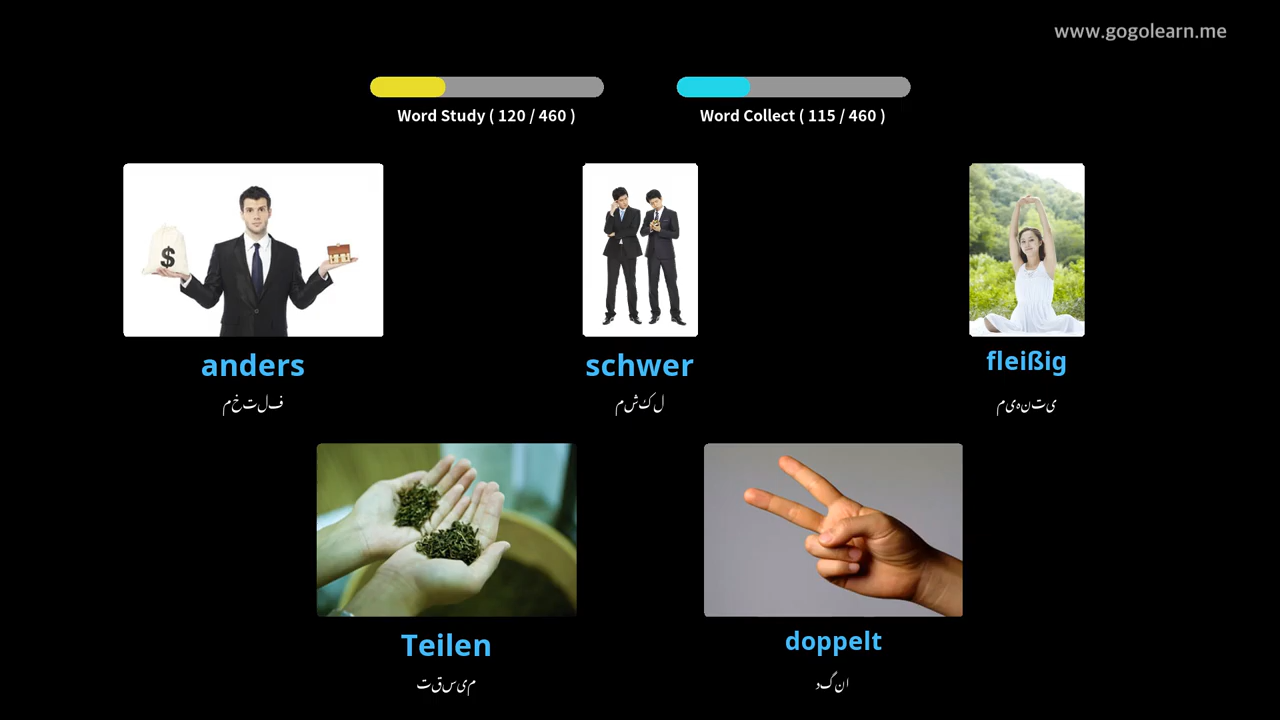 www.gogolearn.me
Word Study ( 120 / 460 )
Word Collect ( 115 / 460 )
anders
schwer
fleißig
مختلف
مشکل
میہنتی
Teilen
doppelt
تقسیم
دگنا